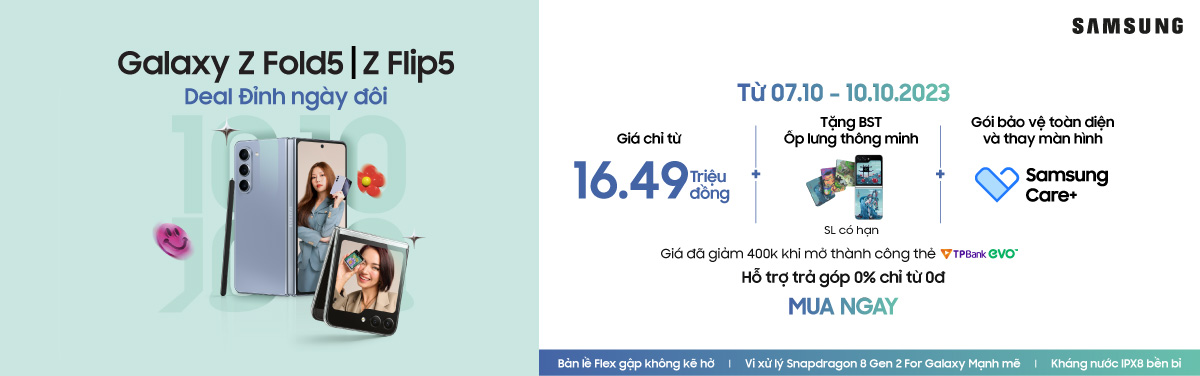 Galaxy Z Fold5 | Z Flip5
Deal Đỉnh ngày đôi
10.10
SAMSUNG
Từ 07.10 - 10.10.2023
Giá chỉ từ
16.49 Triệu đồng
+
Tặng BST
Ốp lưng thông minh
SL có hạn
+
Gói bảo vệ toàn diện
và thay màn hình
Samsung
Care+
Giá đã giảm 400k khi mở thành công thẻ TPBank evo
Hỗ trợ trả góp 0% chỉ từ 0đ
MUA NGAY
Bản lề Flex gập không kẽ hở | Vi xử lý Snapdragon 8 Gen 2 For Galaxy Mạnh mẽ | Kháng nước IPX8 bền bỉ